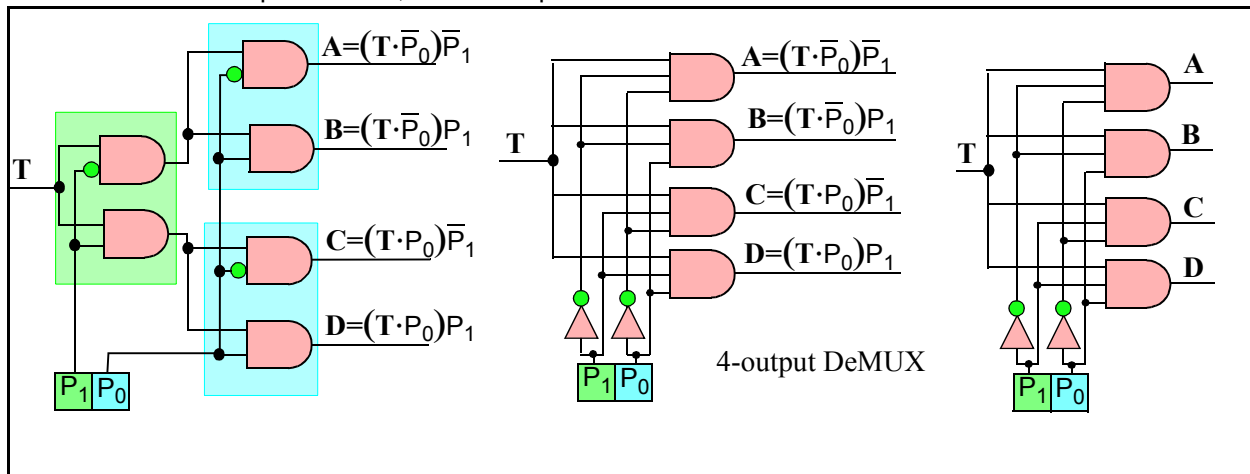 A=(T·P̅₀)P̅₁
B=(T·P̅₀)P₁
T
C=(T·P₀)P̅₁
D=(T·P₀)P₁
P₁ P₀
A=(T·P̅₀)P̅₁
B=(T·P̅₀)P₁
T
C=(T·P₀)P̅₁
D=(T·P₀)P₁
4-output DeMUX
P₁ P₀
A
B
T
C
D
P₁ P₀